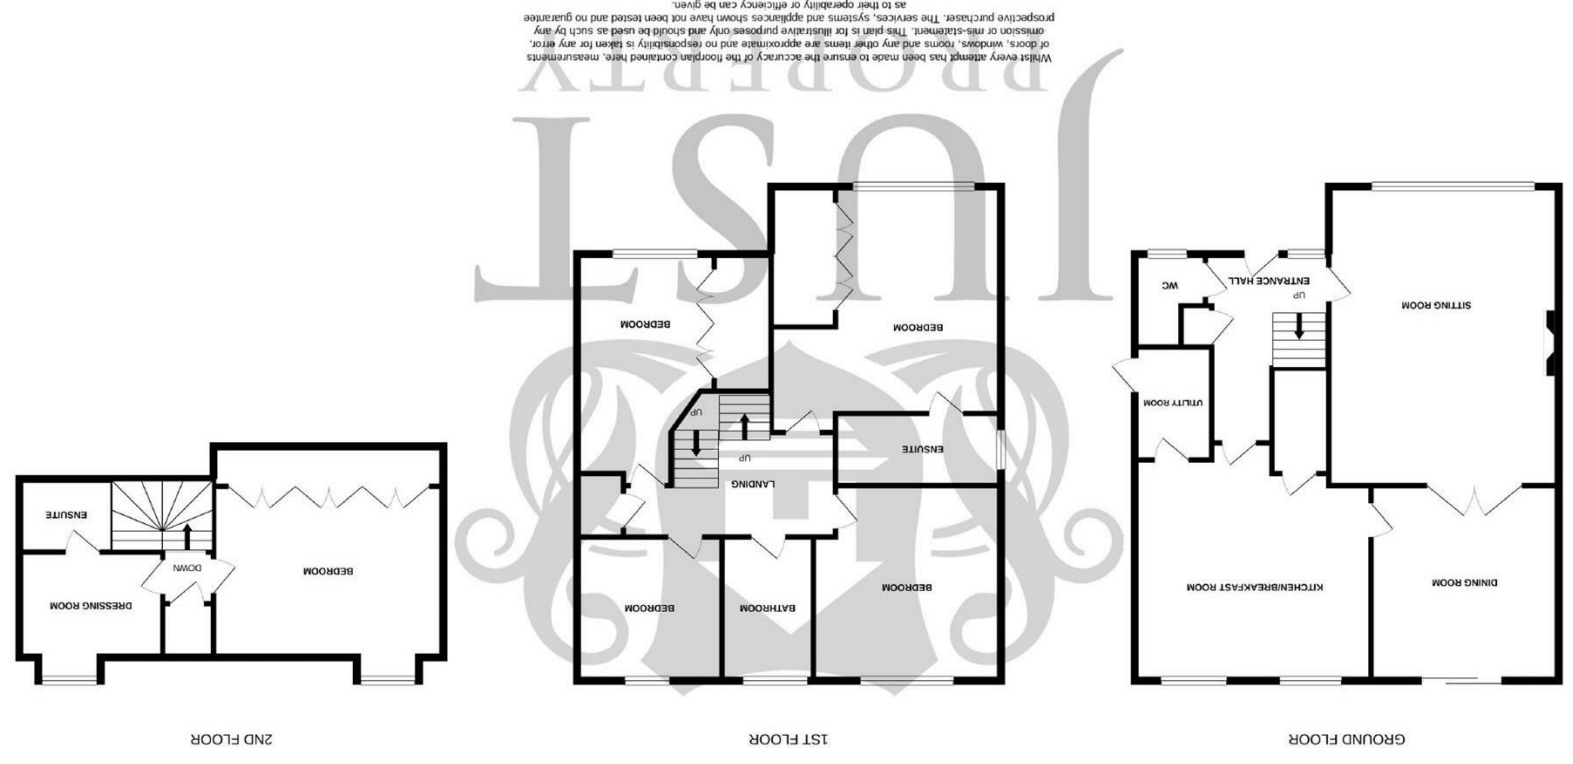 GROUND FLOOR
1ST FLOOR
2ND FLOOR
DINING ROOM
KITCHEN/BREAKFAST ROOM
UTILITY ROOM
SITTING ROOM
UP
ENTRANCE HALL
WC
BEDROOM
BATHROOM
BEDROOM
LANDING
UP
ENSUITE
UP
BEDROOM
BEDROOM
BEDROOM
DOWN
DRESSING ROOM
ENSUITE
JUST
PROPERTY
Whilst every attempt has been made to ensure the accuracy of the floorplan contained here, measurements
of doors, windows, rooms and any other items are approximate and no responsibility is taken for any error,
omission or mis-statement. This plan is for illustrative purposes only and should be used as such by any
prospective purchaser. The services, systems and appliances shown have not been tested and no guarantee
as to their operability or efficiency can be given.